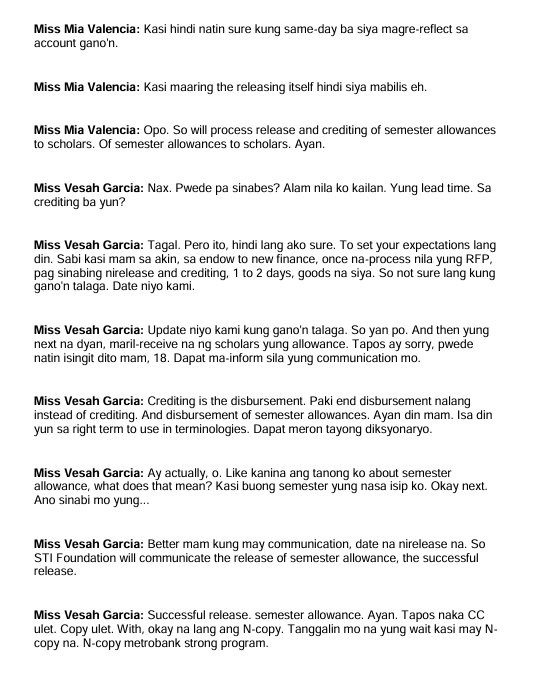 Miss Mia Valencia: Kasi hindi natin sure kung same-day ba siya magre-reflect sa
account gano'n.
Miss Mia Valencia: Kasi maaring the releasing itself hindi siya mabilis eh.
Miss Mia Valencia: Opo. So will process release and crediting of semester allowances
to scholars. Of semester allowances to scholars. Ayan.
Miss Vesah Garcia: Nax. Pwede pa sinabes? Alam nila ko kailan. Yung lead time. Sa
crediting ba yun?
Miss Vesah Garcia: Tagal. Pero ito, hindi lang ako sure. To set your expectations lang
din. Sabi kasi mam sa akin, sa endow to new finance, once na-process nila yung RFP,
pag sinabing nirelease and crediting, 1 to 2 days, goods na siya. So not sure lang kung
gano'n talaga. Date niyo kami.
Miss Vesah Garcia: Update niyo kami kung gano'n talaga. So yan po. And then yung
next na dyan, maril-receive na ng scholars yung allowance. Tapos ay sorry, pwede
natin isingit dito mam, 18. Dapat ma-inform sila yung communication mo.
Miss Vesah Garcia: Crediting is the disbursement. Paki end disbursement nalang
instead of crediting. And disbursement of semester allowances. Ayan din mam. Isa din
yun sa right term to use in terminologies. Dapat meron tayong diksyonaryo.
Miss Vesah Garcia: Ay actually, o. Like kanina ang tanong ko about semester
allowance, what does that mean? Kasi buong semester yung nasa isip ko. Okay next.
Ano sinabi mo yung...
Miss Vesah Garcia: Better mam kung may communication, date na nirelease na. So
STI Foundation will communicate the release of semester allowance, the successful
release.
Miss Vesah Garcia: Successful release. semester allowance. Ayan. Tapos naka CC
ulet. Copy ulet. With, okay na lang ang N-copy. Tanggalin mo na yung wait kasi may N-
copy na. N-copy metrobank strong program.